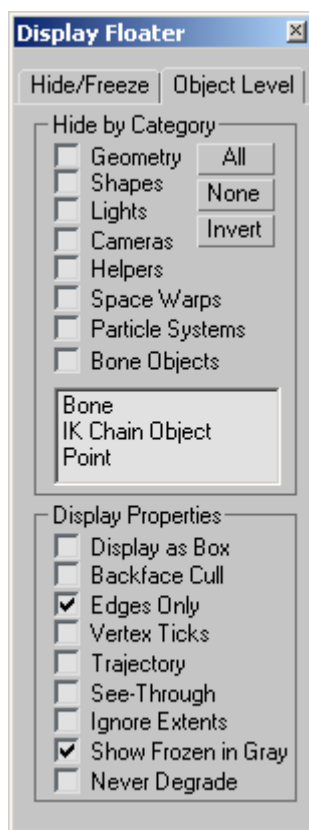 Display Floater
Hide/Freeze Object Level
Hide by Category
Geometry All
Shapes
None
Lights
Invert
Cameras
Helpers
Space Warps
Particle Systems
Bone Objects
Bone
IK Chain Object
Point
Display Properties
Display as Box
Backface Cull
Edges Only
Vertex Ticks
Trajectory
See-Through
Ignore Extents
Show Frozen in Gray
Never Degrade